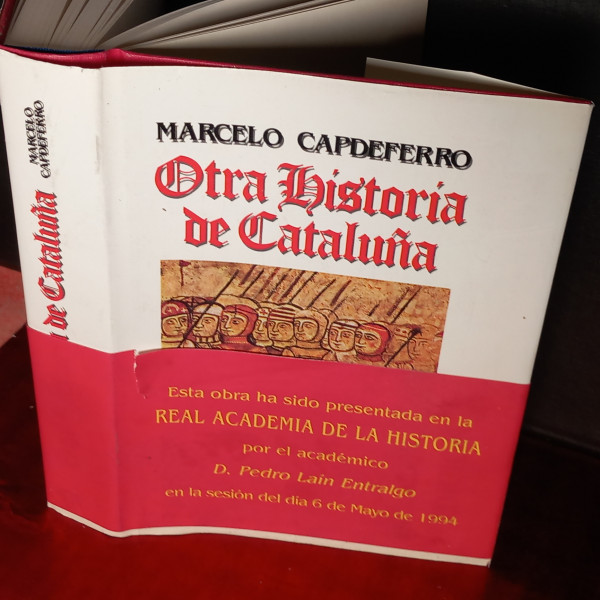 MARCELO CAPDEFERRO
Otra Historia
de Cataluña
Esta obra ha sido presentada en la
REAL ACADEMIA DE LA HISTORIA
por el académico
D. Pedro Laín Entralgo
en la sesión del día 6 de Mayo de 1994
MARCELO
CAPDEFERRO
de Cataluña